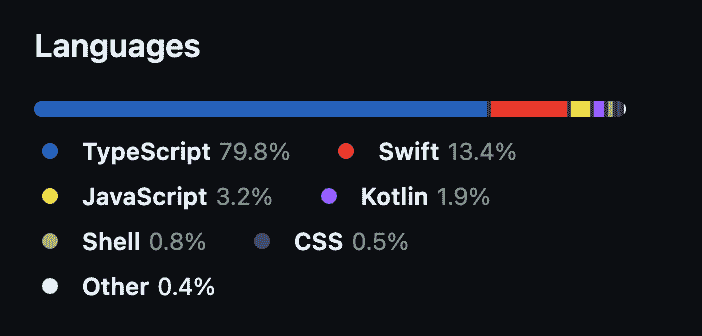 Languages
TypeScript 79.8% Swift 13.4%
JavaScript 3.2% Kotlin 1.9%
Shell 0.8% CSS 0.5%
Other 0.4%